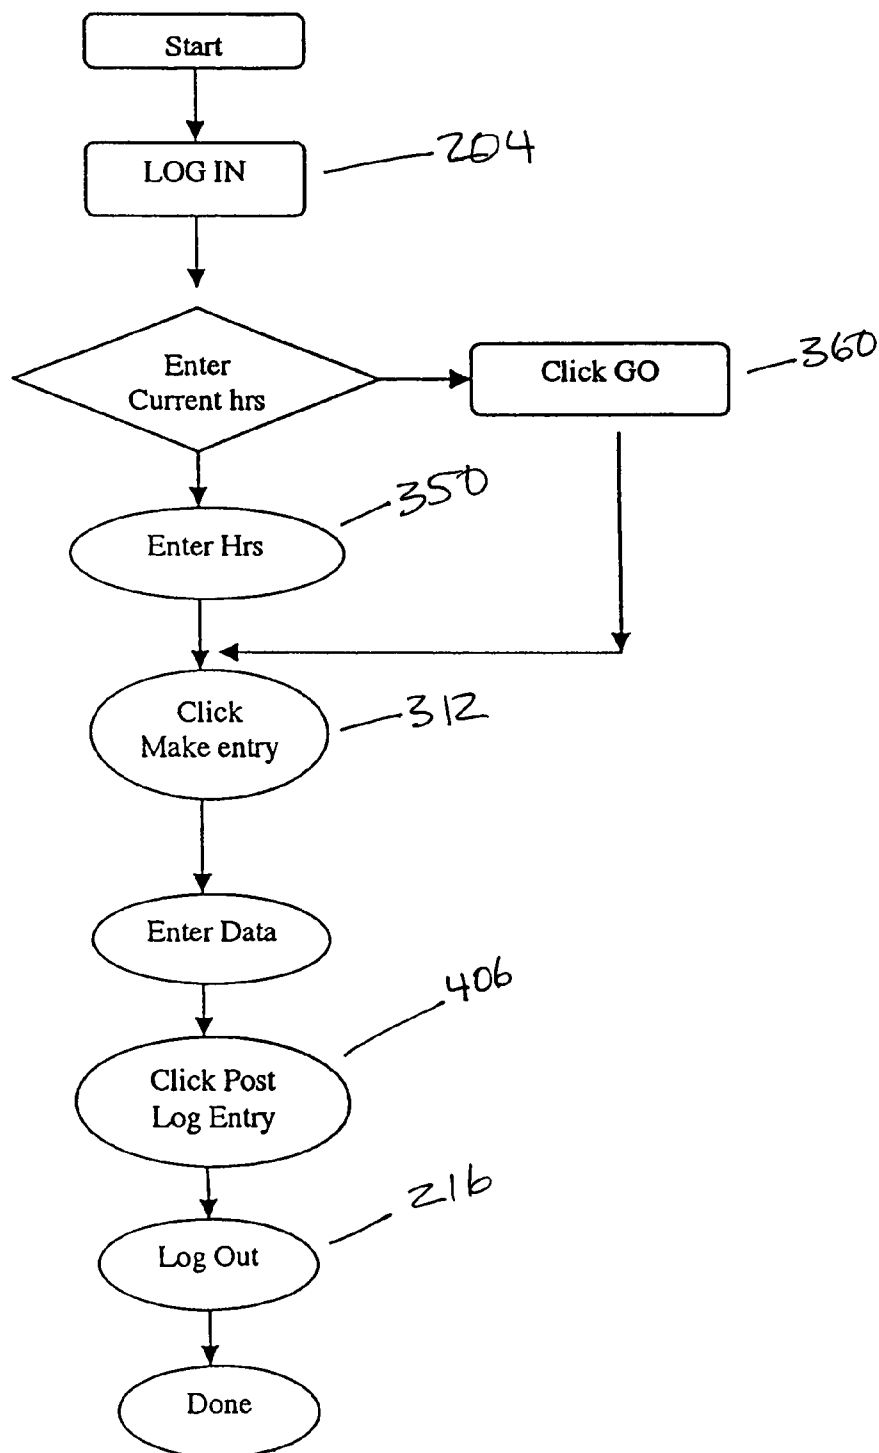 Start
LOG IN
204
Enter
Current hrs
Click GO
360
350
Enter Hrs
Click
Make entry
312
Enter Data
406
Click Post
Log Entry
216
Log Out
Done